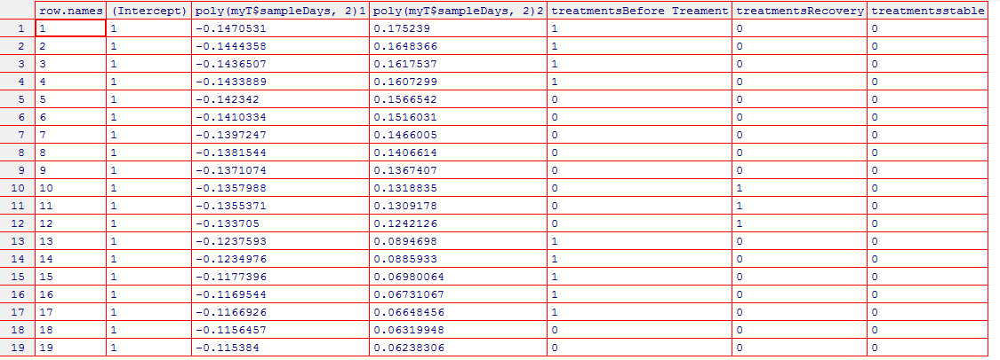 row.names (Intercept) poly(myT$sampleDays, 2)1 poly(myT$sampleDays, 2)2 treatmentsBefore Treament treatmentsRecovery treatmentsstable
1 1 1 -0.1470531 0.175239 1 0 0
2 2 1 -0.1444358 0.1648366 1 0 0
3 3 1 -0.1436507 0.1617537 1 0 0
4 4 1 -0.1433889 0.1607299 1 0 0
5 5 1 -0.142342 0.1566542 0 0 0
6 6 1 -0.1410334 0.1516031 0 0 0
7 7 1 -0.1397247 0.1466005 0 0 0
8 8 1 -0.1381544 0.1406614 0 0 0
9 9 1 -0.1371074 0.1367407 0 0 0
10 10 1 -0.1357988 0.1318835 0 1 0
11 11 1 -0.1355371 0.1309178 0 1 0
12 12 1 -0.133705 0.1242126 0 1 0
13 13 1 -0.1237593 0.0894698 1 0 0
14 14 1 -0.1234976 0.0885933 1 0 0
15 15 1 -0.1177396 0.06980064 1 0 0
16 16 1 -0.1169544 0.06731067 1 0 0
17 17 1 -0.1166926 0.06648456 1 0 0
18 18 1 -0.1156457 0.06319948 0 0 0
19 19 1 -0.115384 0.06238306 0 0 0